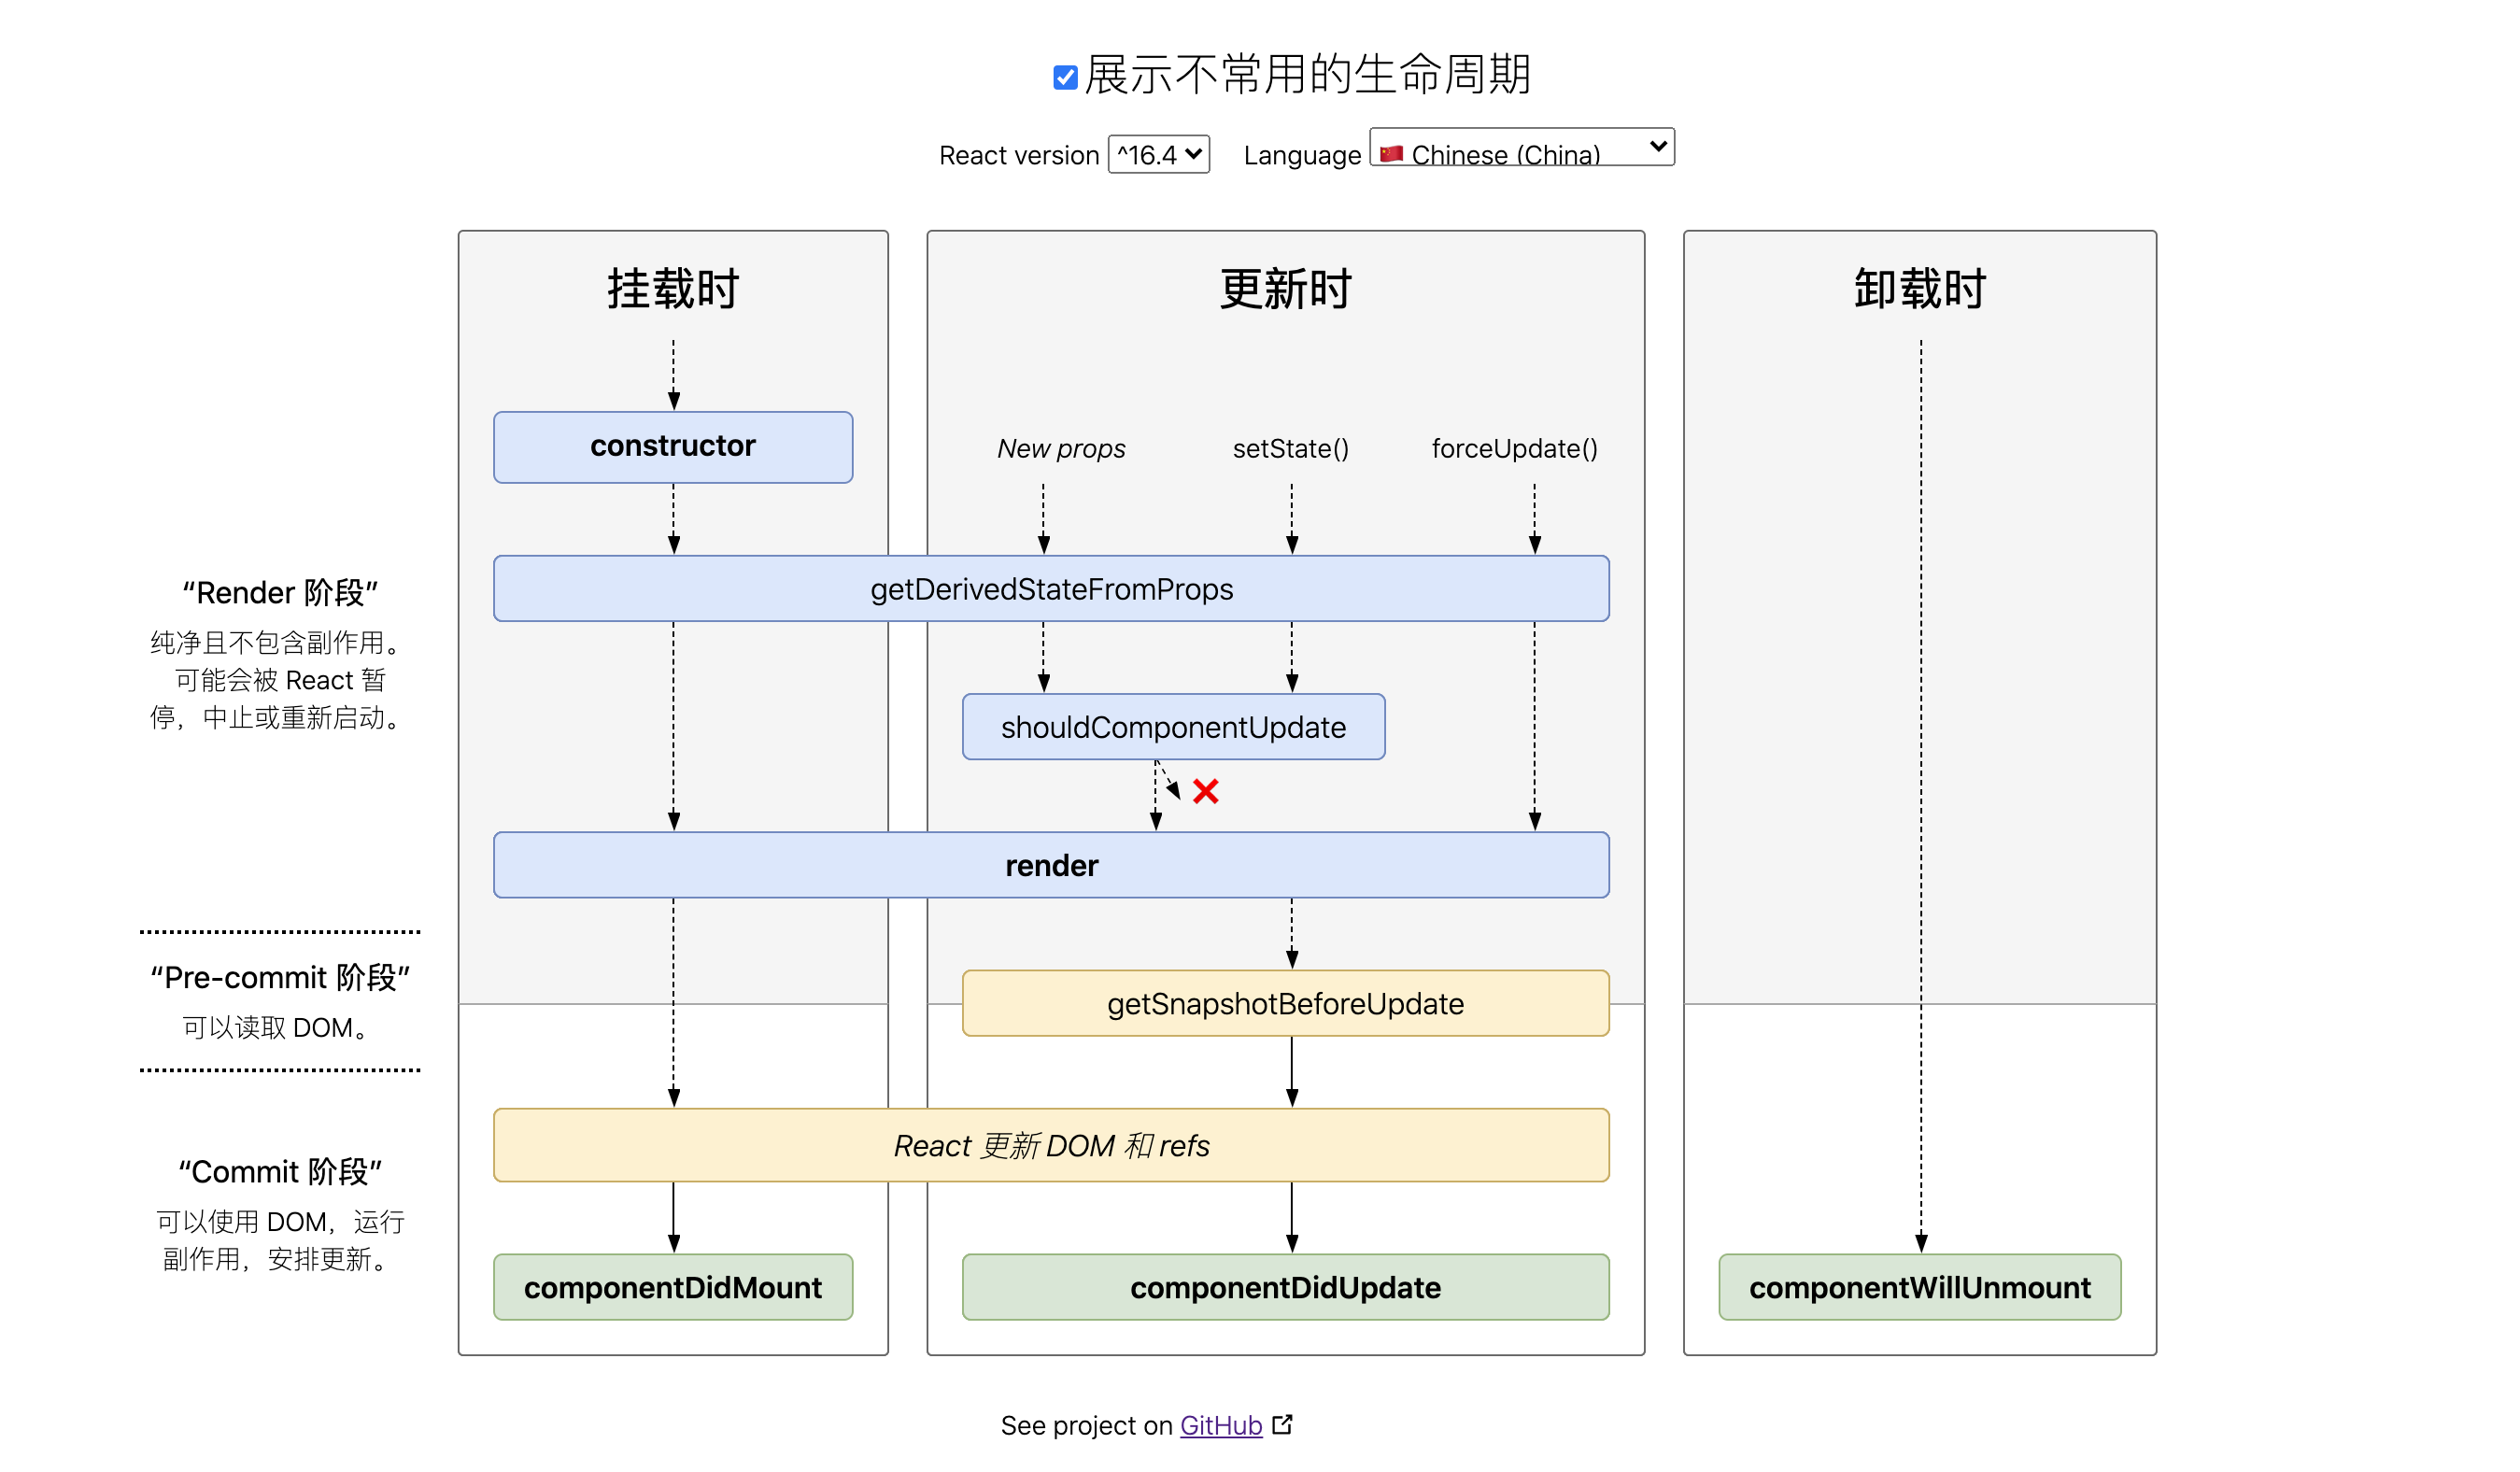 展示不常用的生命周期
React version ^16.4 Language 🇨🇳 Chinese (China)
挂载时
更新时
卸载时
constructor
New props
setState()
forceUpdate()
getDerivedStateFromProps
“Render 阶段”
纯净且不包含副作用。
可能会被 React 暂
停，中止或重新启动。
shouldComponentUpdate
render
“Pre-commit 阶段”
可以读取 DOM。
getSnapshotBeforeUpdate
React 更新 DOM 和 refs
“Commit 阶段”
可以使用 DOM，运行
副作用，安排更新。
componentDidMount
componentDidUpdate
componentWillUnmount
See project on GitHub